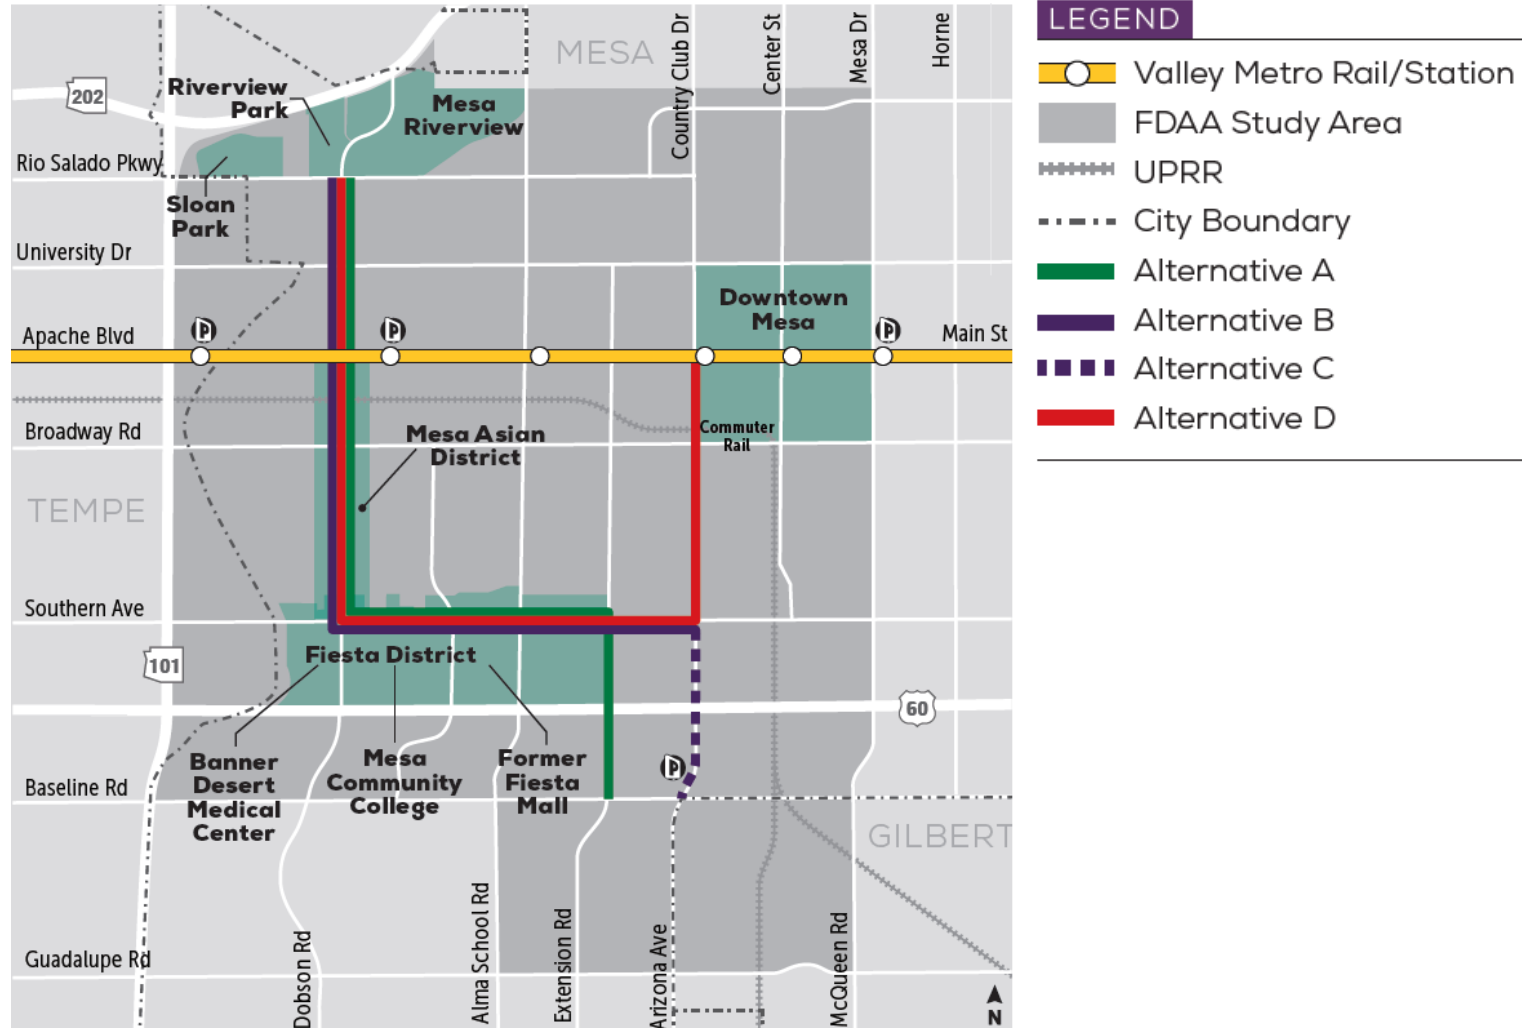 MESA
Country Club Dr
Center St
Mesa Dr
Horne
202
Riverview
Park
Mesa
Riverview
Rio Salado Pkwy
Sloan
Park
University Dr
Downtown
Mesa
P
P
P
Apache Blvd
Main St
Broadway Rd
Commuter
Rail
Mesa Asian
District
TEMPE
Southern Ave
Fiesta District
101
60
P
Banner
Desert
Medical
Center
Mesa
Community
College
Former
Fiesta
Mall
Baseline Rd
GILBERT
Guadalupe Rd
Dobson Rd
Alma School Rd
Extension Rd
Arizona Ave
McQueen Rd
N
LEGEND
Valley Metro Rail/Station
FDAA Study Area
UPRR
City Boundary
Alternative A
Alternative B
Alternative C
Alternative D